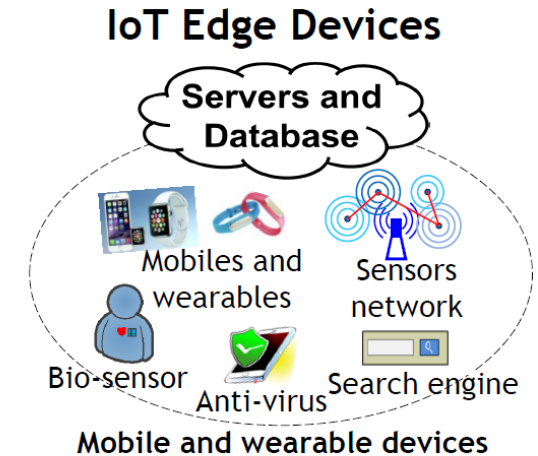 IoT Edge Devices
Servers and
Database
Mobiles and
wearables
Sensors
network
Bio-sensor
Anti-virus
Search engine
Mobile and wearable devices